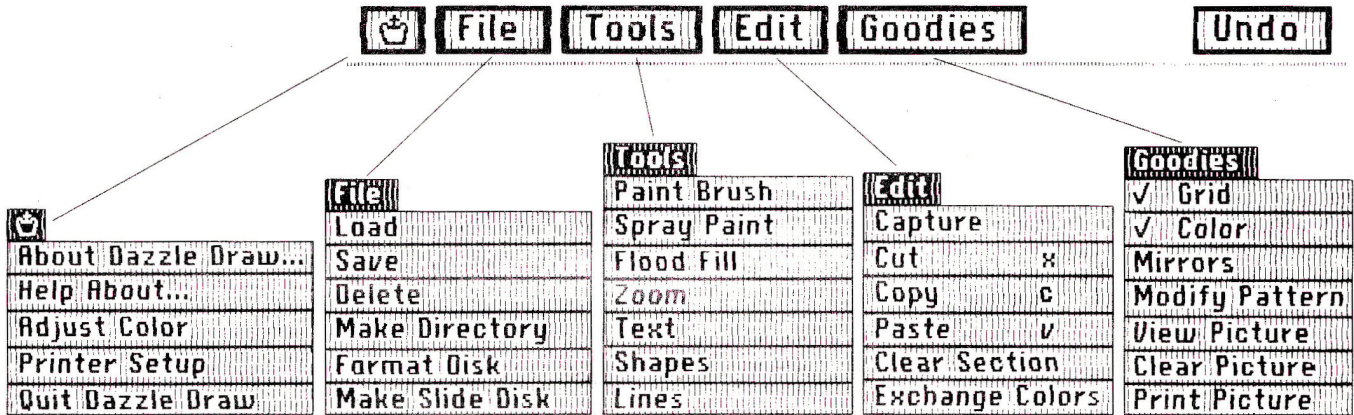 File Tools Edit Goodies Undo
About Dazzle Draw...
Help About...
Adjust Color
Printer Setup
Quit Dazzle Draw
File
Load
Save
Delete
Make Directory
Format Disk
Make Slide Disk
Tools
Paint Brush
Spray Paint
Flood Fill
Zoom
Text
Shapes
Lines
Edit
Capture
Cut x
Copy c
Paste v
Clear Section
Exchange Colors
Goodies
✓ Grid
✓ Color
Mirrors
Modify Pattern
View Picture
Clear Picture
Print Picture